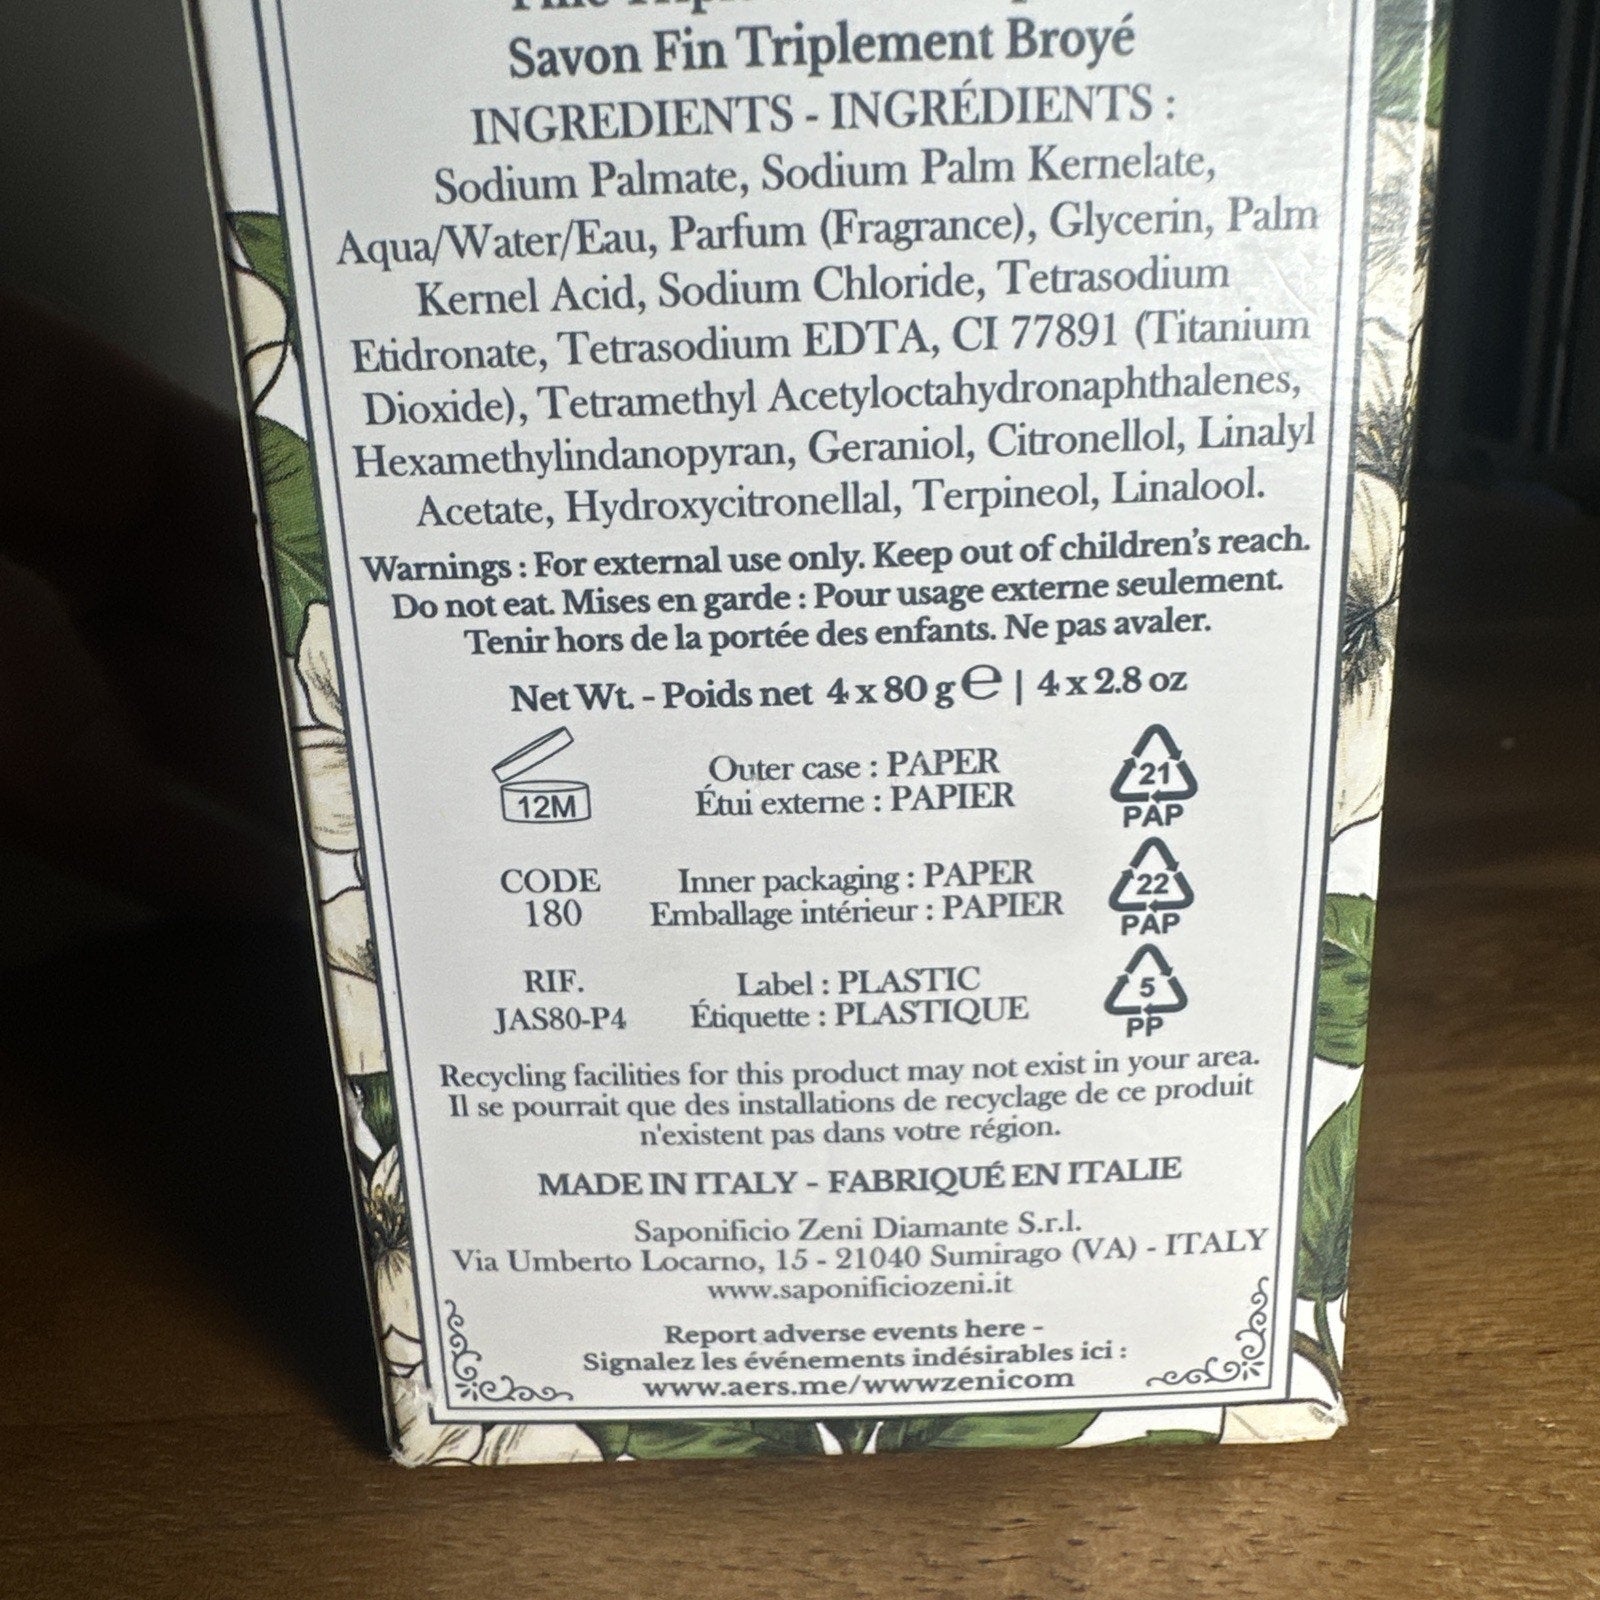 Savon Fin Triplement Broyé
INGREDIENTS - INGRÉDIENTS :
Sodium Palmate, Sodium Palm Kernelate,
Aqua/Water/Eau, Parfum (Fragrance), Glycerin, Palm
Kernel Acid, Sodium Chloride, Tetrasodium
Etidronate, Tetrasodium EDTA, CI 77891 (Titanium
Dioxide), Tetramethyl Acetyloctahydronaphthalenes,
Hexamethylindanopyran, Geraniol, Citronellol, Linalyl
Acetate, Hydroxycitronellal, Terpineol, Linalool.
Warnings : For external use only. Keep out of children's reach.
Do not eat. Mises en garde : Pour usage externe seulement.
Tenir hors de la portée des enfants. Ne pas avaler.
Net Wt. - Poids net 4 x 80 g ℮ | 4 x 2.8 oz
12M
Outer case : PAPER
Étui externe : PAPIER
21
PAP
CODE
180
Inner packaging : PAPER
Emballage intérieur : PAPIER
22
PAP
RIF.
JAS80-P4
Label : PLASTIC
Étiquette : PLASTIQUE
5
PP
Recycling facilities for this product may not exist in your area.
Il se pourrait que des installations de recyclage de ce produit
n'existent pas dans votre région.
MADE IN ITALY - FABRIQUÉ EN ITALIE
Saponificio Zeni Diamante S.r.l.
Via Umberto Locarno, 15 - 21040 Sumirago (VA) - ITALY
www.saponificiozeni.it
Report adverse events here -
Signalez les événements indésirables ici :
www.aers.me/wwwzenicom